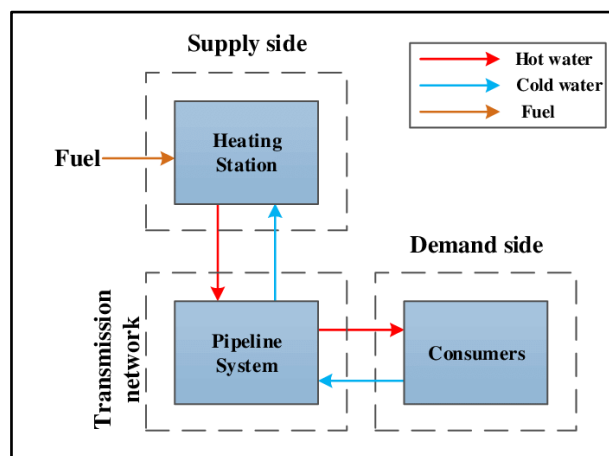 Supply side
Hot water
Cold water
Fuel
Fuel
Heating
Station
Demand side
Transmission
network
Pipeline
System
Consumers